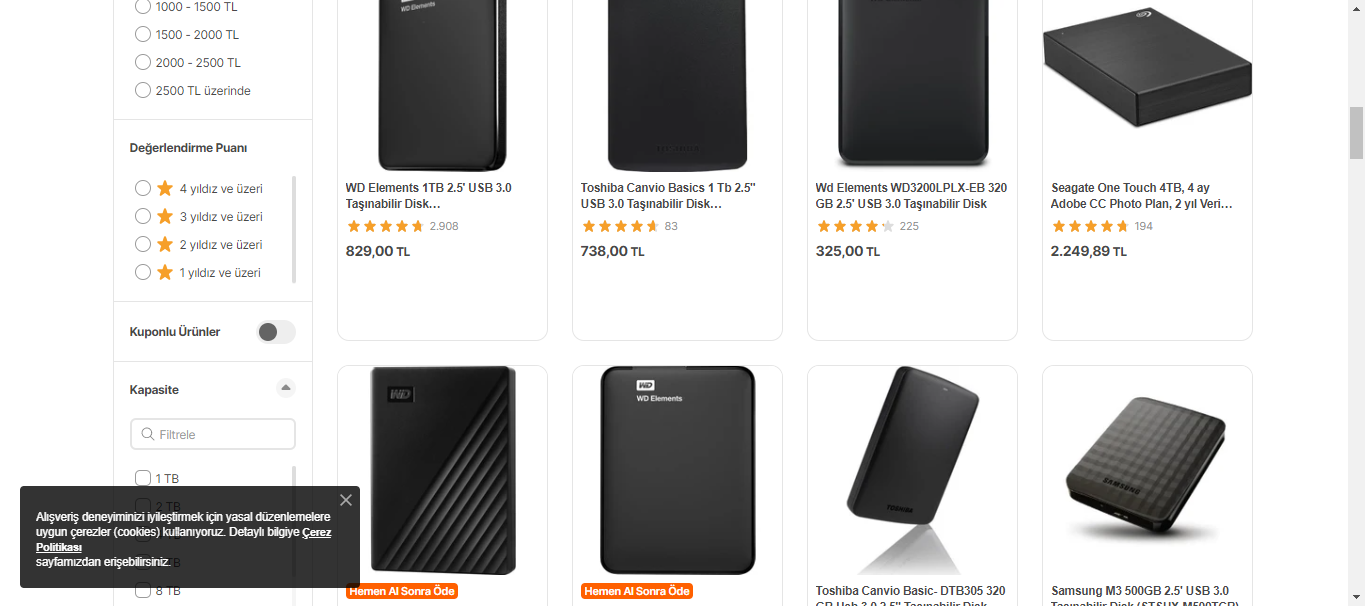 1000 - 1500 TL
1500 - 2000 TL
2000 - 2500 TL
2500 TL üzerinde
Değerlendirme Puanı
4 yıldız ve üzeri
3 yıldız ve üzeri
2 yıldız ve üzeri
1 yıldız ve üzeri
Kuponlu Ürünler
Kapasite
Filtrele
1 TB
2 TB
8 TB
Alışveriş deneyiminizi iyileştirmek için yasal düzenlemelere
uygun çerezler (cookies) kullanıyoruz. Detaylı bilgiye Çerez
Politikası
sayfamızdan erişebilirsiniz.
WD Elements
WD Elements 1TB 2.5' USB 3.0
Taşınabilir Disk…
2.908
829,00 TL
Toshiba Canvio Basics 1 Tb 2.5"
USB 3.0 Taşınabilir Disk…
83
738,00 TL
Wd Elements WD3200LPLX-EB 320
GB 2.5' USB 3.0 Taşınabilir Disk
225
325,00 TL
Seagate One Touch 4TB, 4 ay
Adobe CC Photo Plan, 2 yıl Veri…
194
2.249,89 TL
WD
Hemen Al Sonra Öde
WD
WD Elements
Hemen Al Sonra Öde
TOSHIBA
Toshiba Canvio Basic- DTB305 320
GB Usb 3.0 2.5" Taşınabilir Disk
SAMSUNG
Samsung M3 500GB 2.5' USB 3.0
Taşınabilir Disk (STSHX-M500TCB)